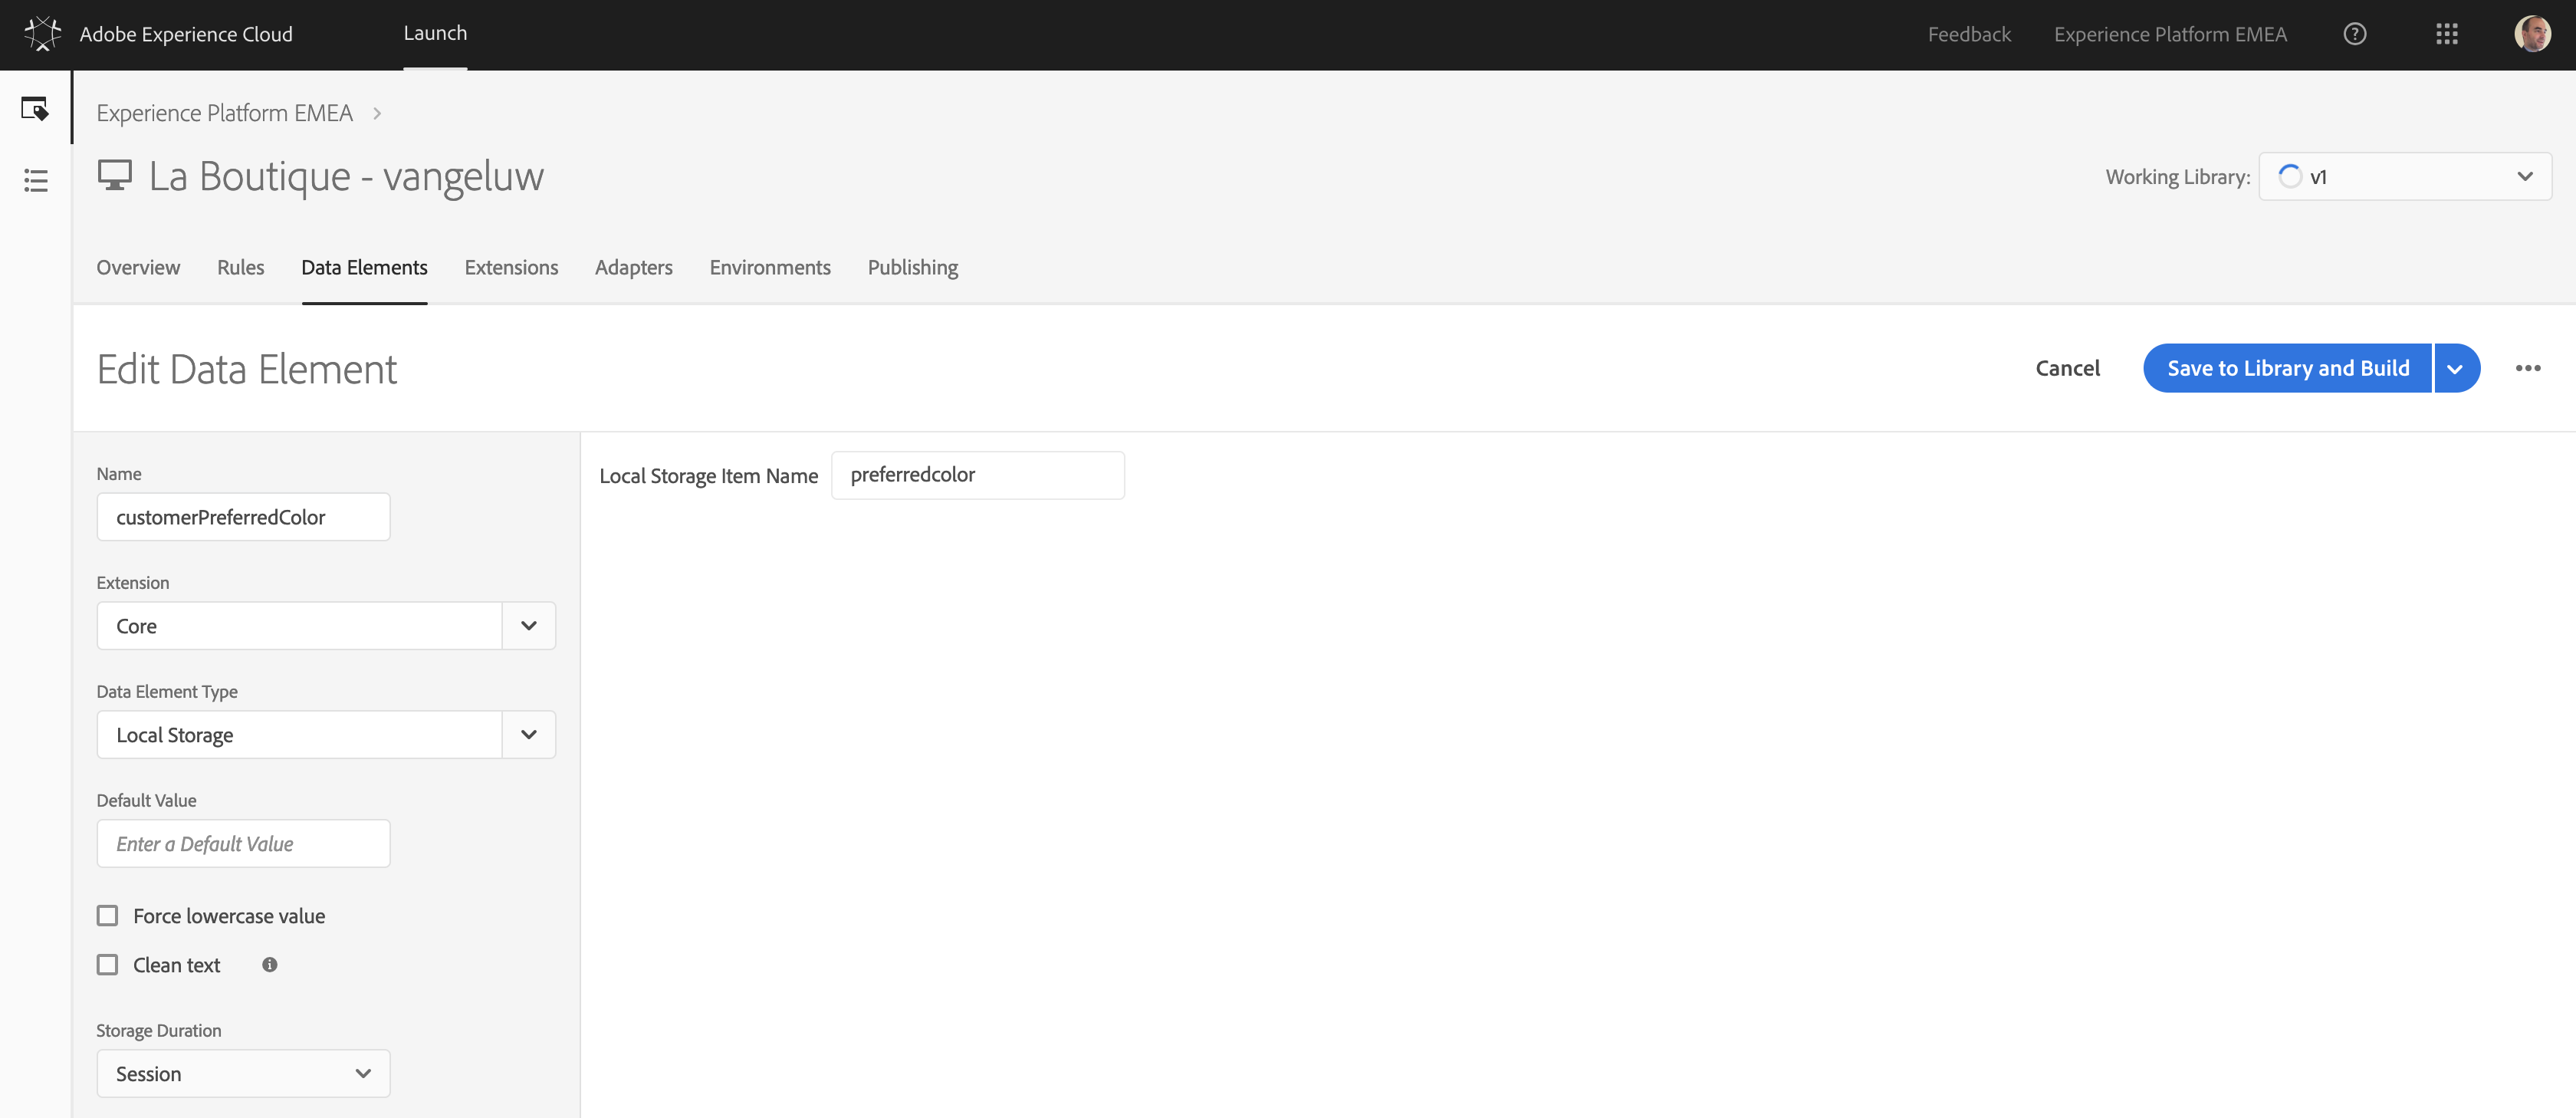 Adobe Experience Cloud
Launch
Feedback
Experience Platform EMEA
Experience Platform EMEA
La Boutique - vangeluw
Working Library:
v1
Overview
Rules
Data Elements
Extensions
Adapters
Environments
Publishing
Edit Data Element
Cancel
Save to Library and Build
Name
customerPreferredColor
Extension
Core
Data Element Type
Local Storage
Default Value
Enter a Default Value
Force lowercase value
Clean text
Storage Duration
Session
Local Storage Item Name
preferredcolor